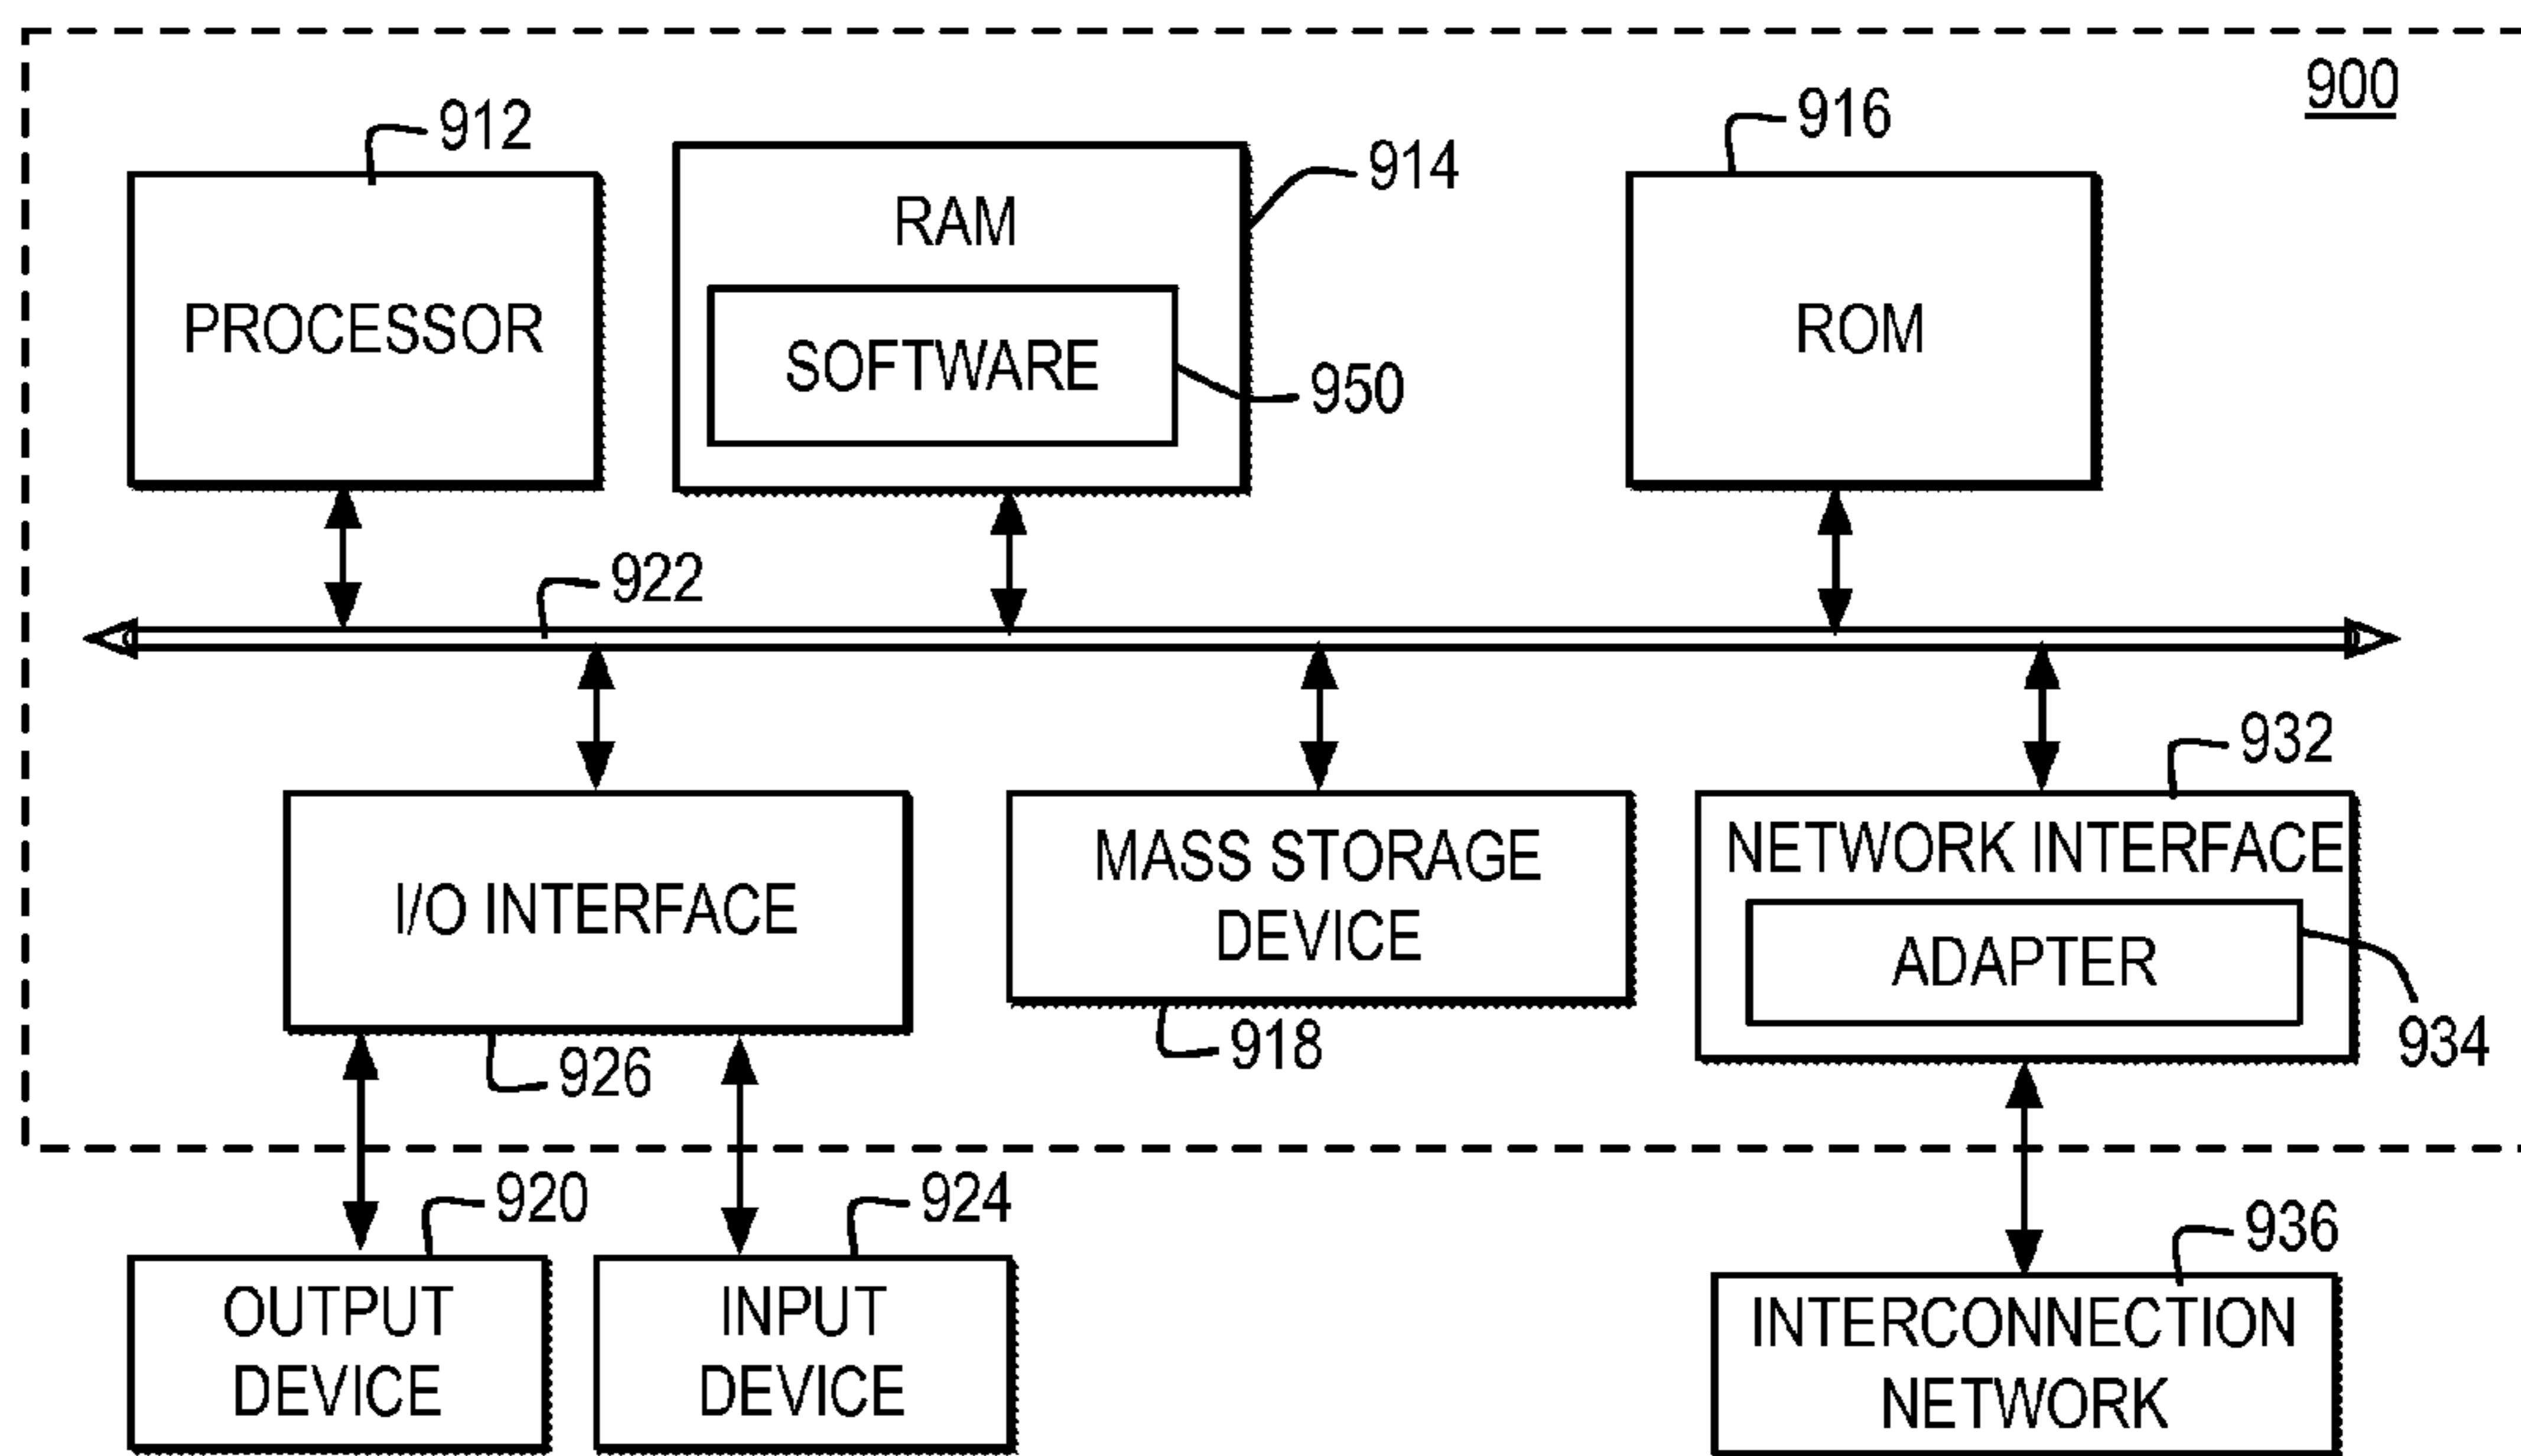 900
912
914
916
PROCESSOR
RAM
SOFTWARE
950
ROM
922
932
I/O INTERFACE
926
MASS STORAGE
DEVICE
918
NETWORK INTERFACE
ADAPTER
934
920
924
936
OUTPUT
DEVICE
INPUT
DEVICE
INTERCONNECTION
NETWORK